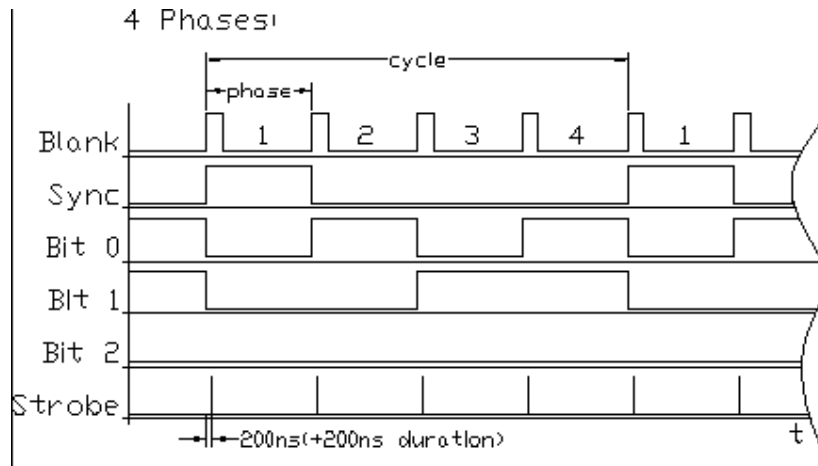 4 Phases:
cycle
phase
Blank 1 2 3 4 1
Sync
Bit 0
Bit 1
Bit 2
Strobe
t
200ns(+200ns duration)